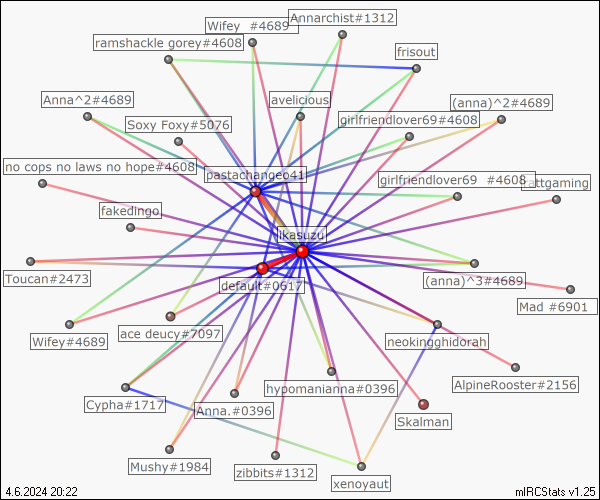 Annarchist#1312
Wifey #4689
ramshackle gorey#4608
frisout
Anna^2#4689
avelicious
(anna)^2#4689
Soxy Foxy#5076
girlfriendlover69#4608
no cops no laws no hope#4608
pastachangeo41
girlfriendlover69 #4608
fakedingo
ikasuzu
Toucan#2473
default#0617
(anna)^3#4689
Mad #6901
Wifey#4689
ace deucy#7097
neokingghidorah
hypomanianna#0396
AlpineRooster#2156
Cypha#1717
Anna.#0396
Skalman
Mushy#1984
zibbits#1312
xenoyaut
4.6.2024 20:22
mIRCStats v1.25